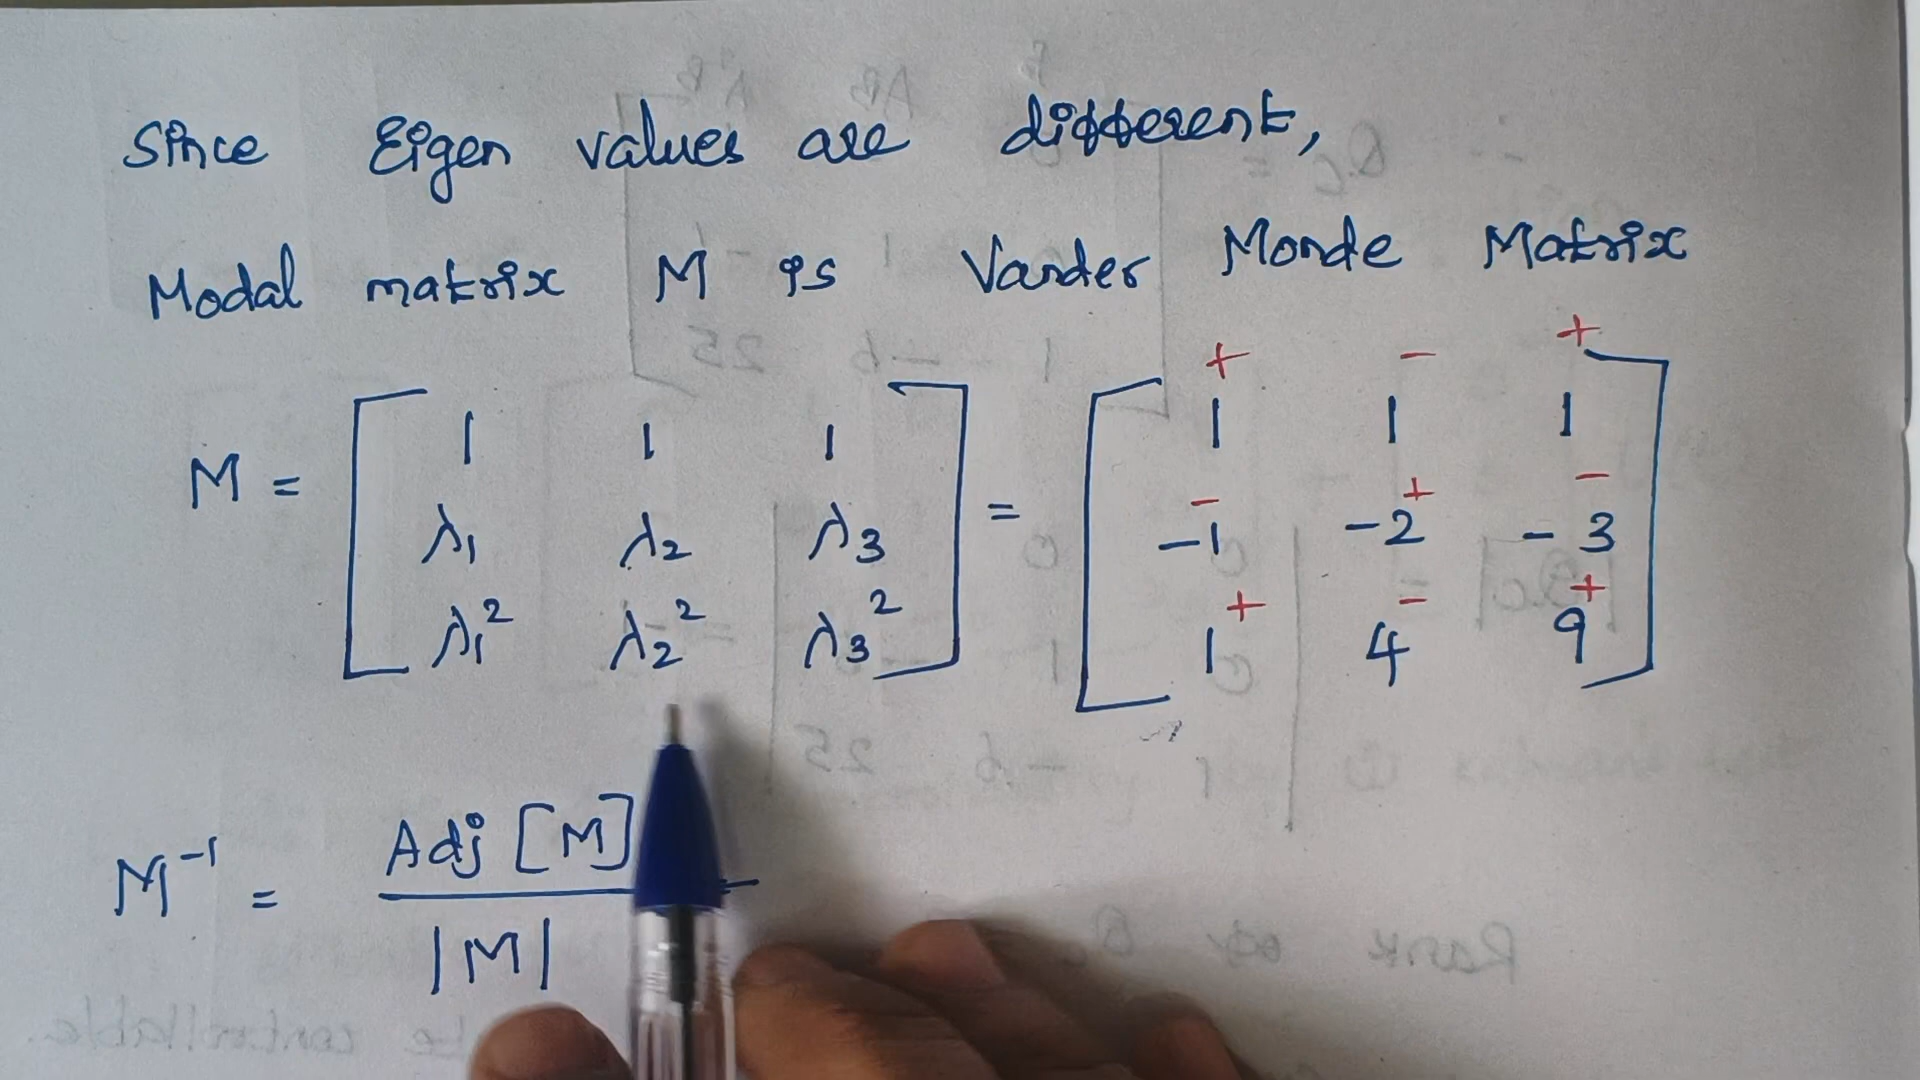 Since Eigen values are different,
Modal matrix M is Vander Monde Matrix
M = [ 1 1 1 = [ 1 1 1
λ1 λ2 λ3 -1 -2 -3
λ1² λ2² λ3² ] 1 4 9 ]
+ - +
- + -
+ - +
M⁻¹ = Adj [M]
|M|